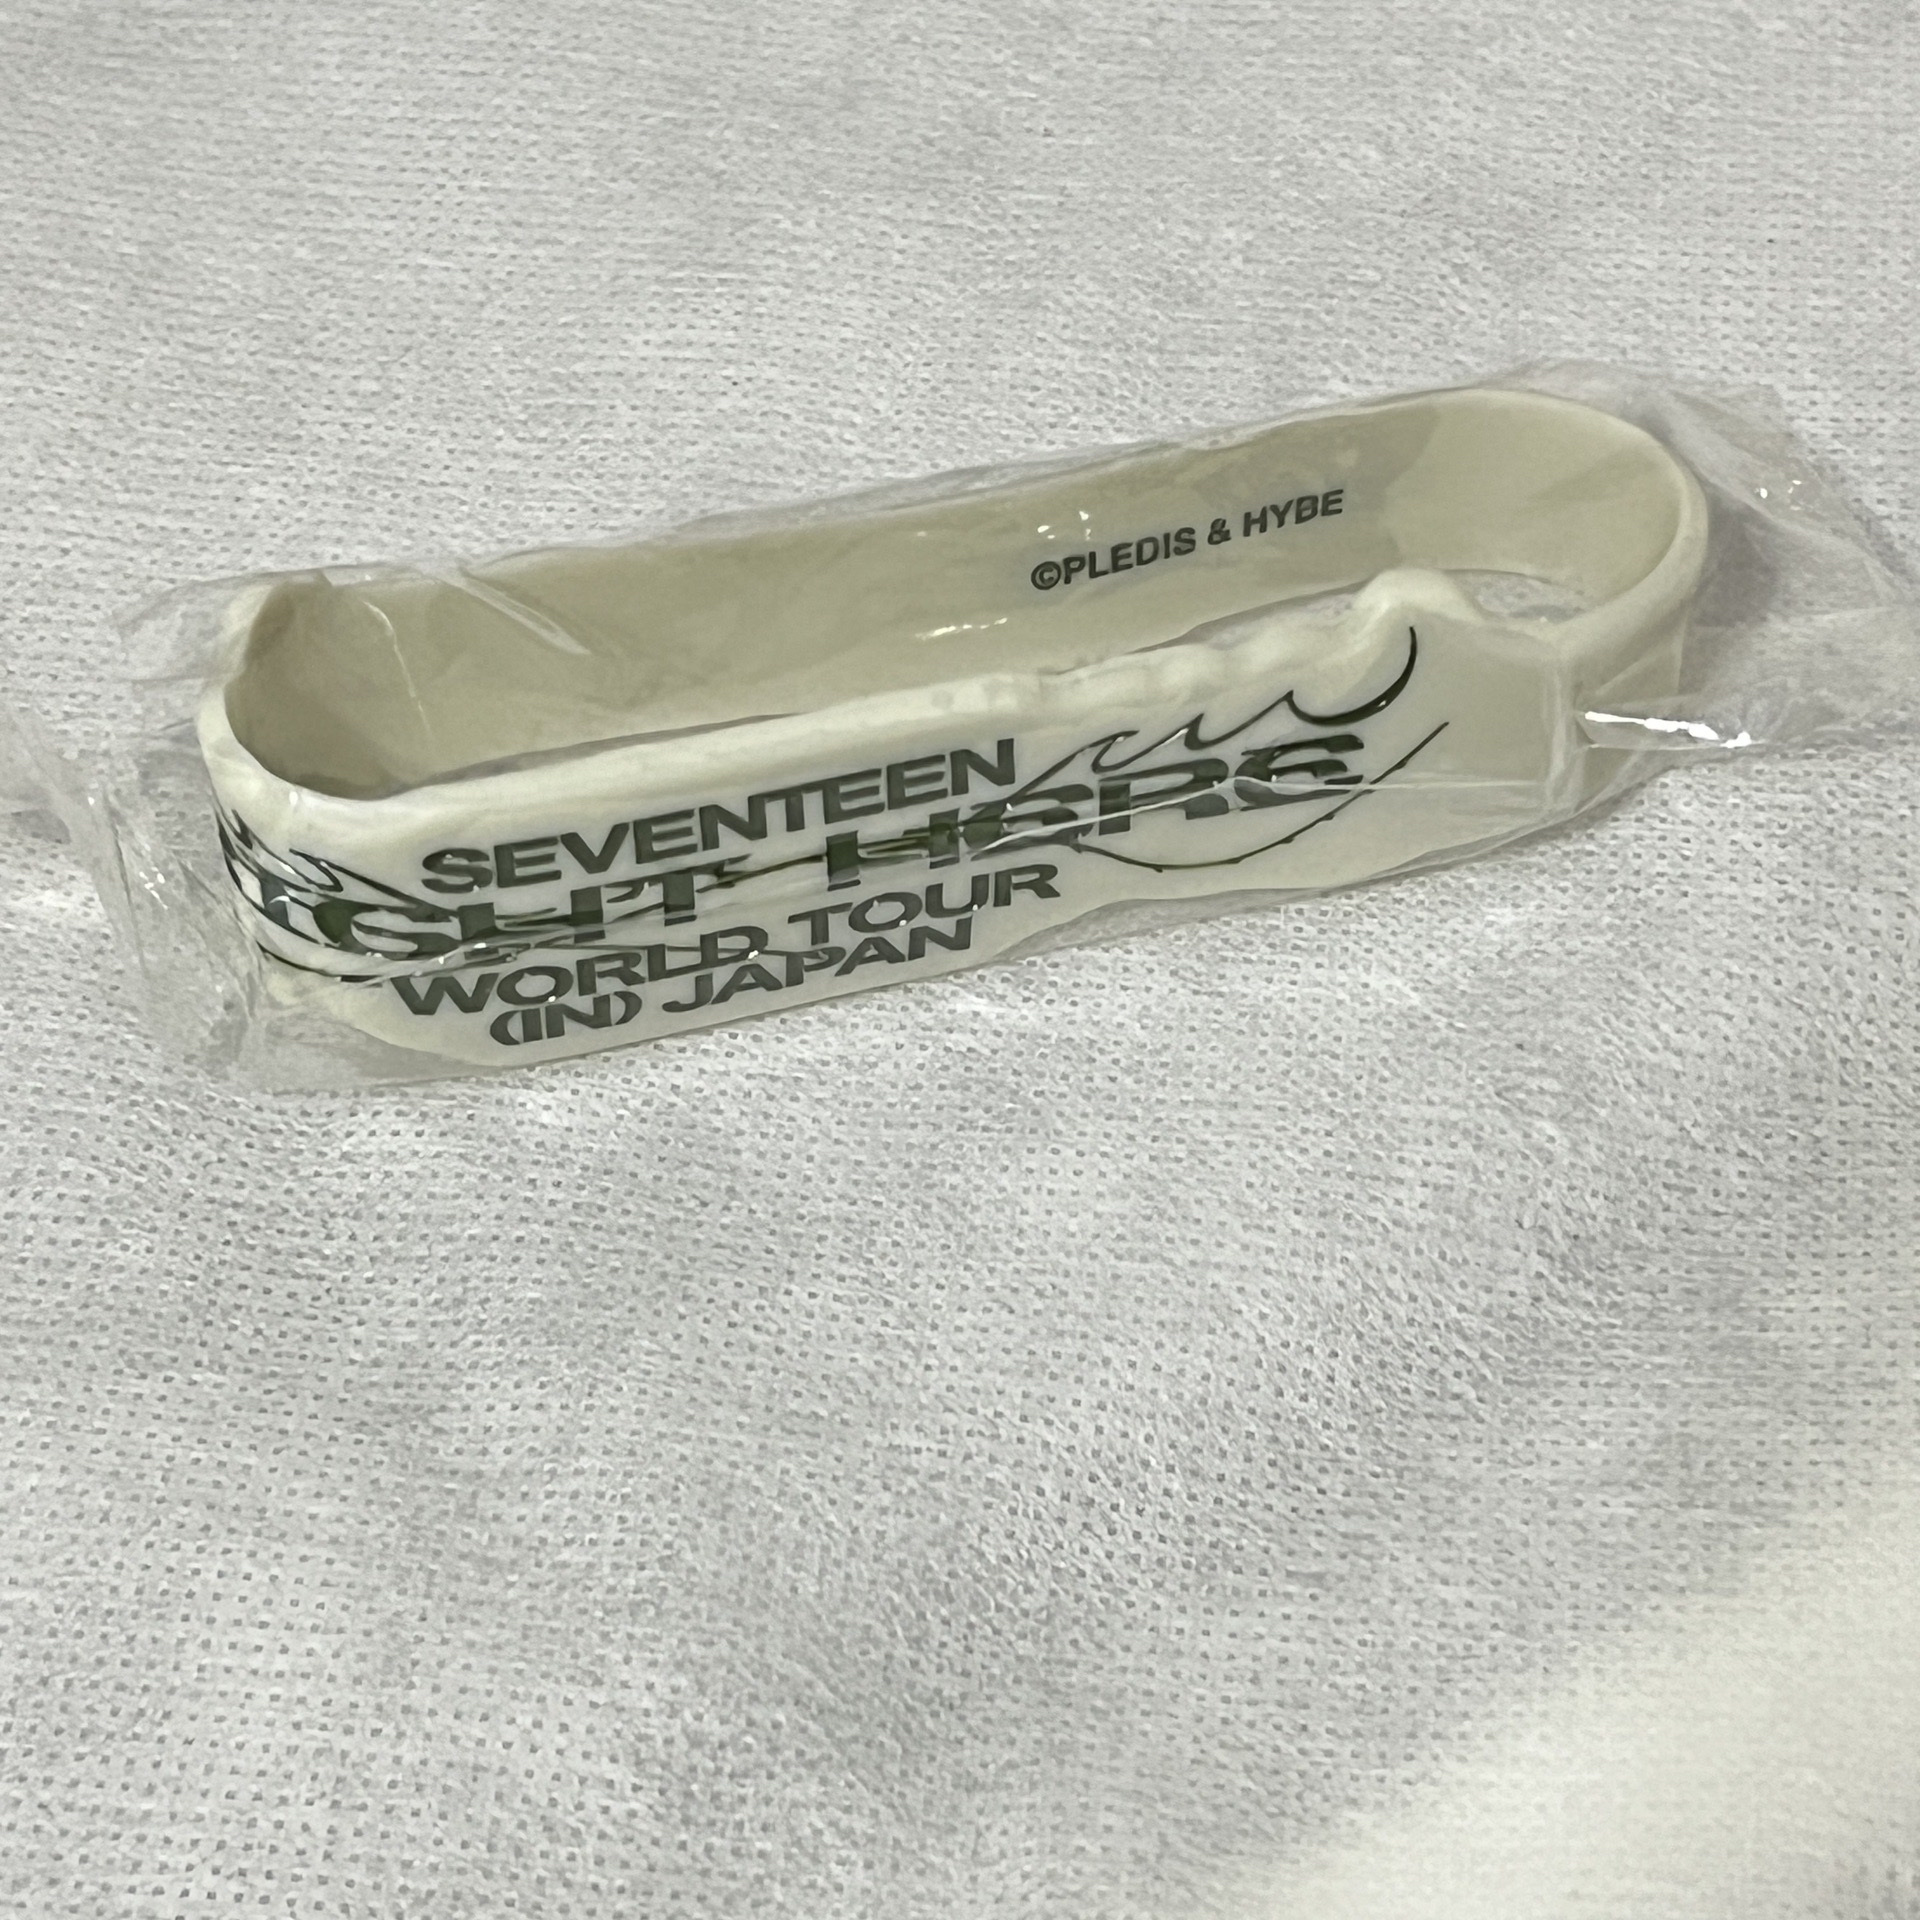 ©PLEDIS & HYBE
SEVENTEEN
WORLD TOUR
(IN) JAPAN